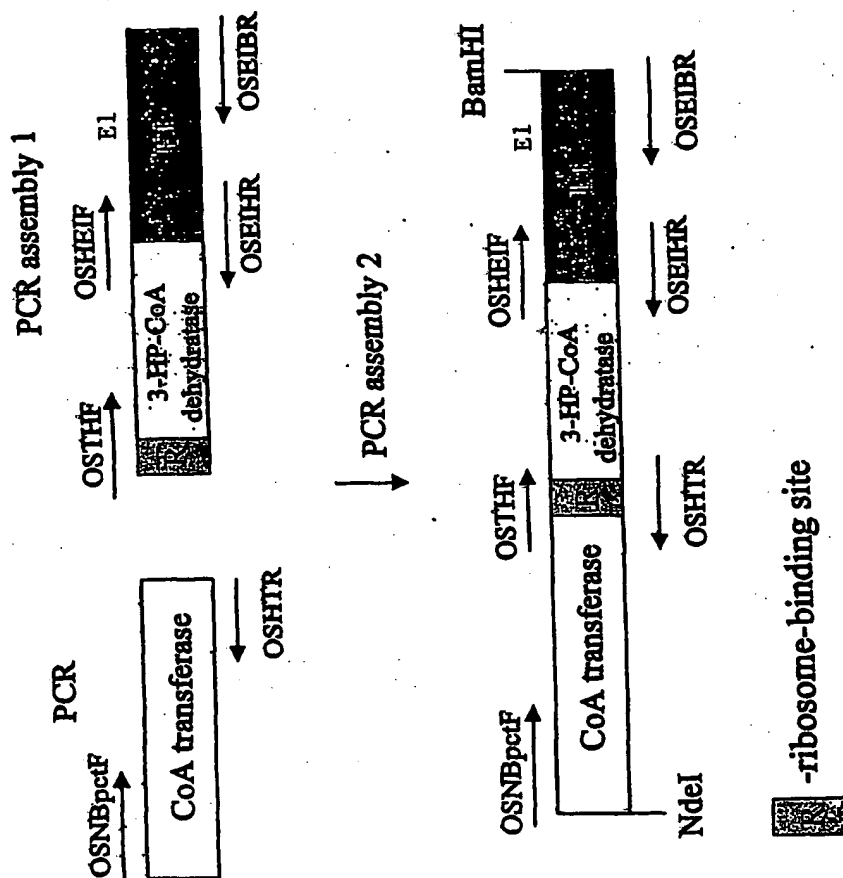 PCR
OSNBpctF
CoA transferase
OSHTR
PCR assembly 1
OSTHF
OSHEIF
E1
R
3-HP-CoA
dehydratase
OSEIHR
OSEIBR
PCR assembly 2
OSNBpctF
OSTHF
OSHEIF
E1
BamHI
CoA transferase
R
3-HP-CoA
dehydratase
NdeI
OSHTR
OSEIHR
OSEIBR
R
-ribosome-binding site